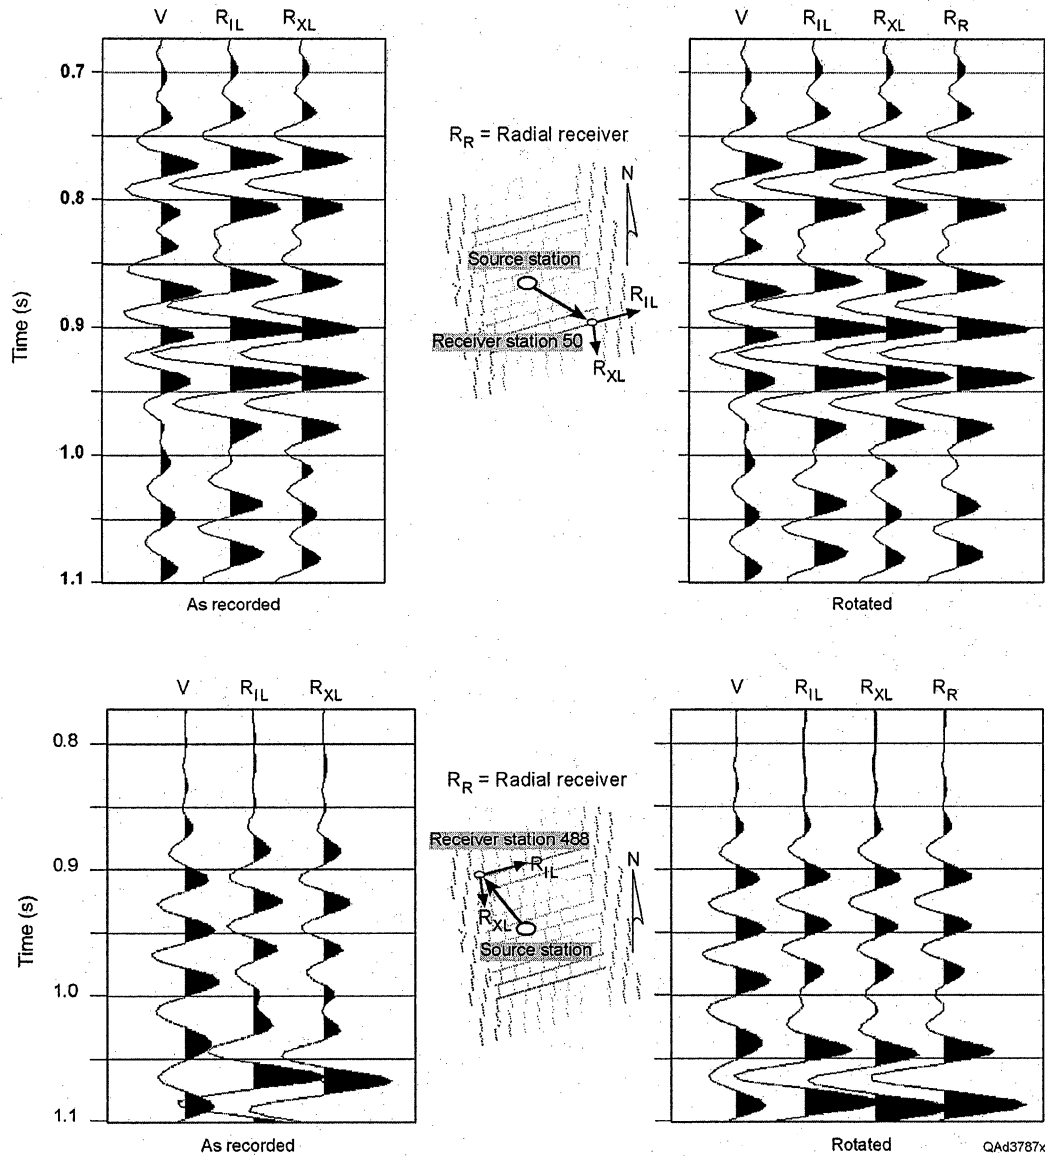 V R_IL R_XL
V R_IL R_XL R_R
0.7
0.8
0.9
1.0
1.1
Time (s)
R_R = Radial receiver
N
Source station
R_IL
Receiver station 50
R_XL
As recorded
Rotated
V R_IL R_XL
V R_IL R_XL R_R
0.8
0.9
1.0
1.1
Time (s)
R_R = Radial receiver
Receiver station 488
N
R_IL
R_XL
Source station
As recorded
Rotated
QAd3787x